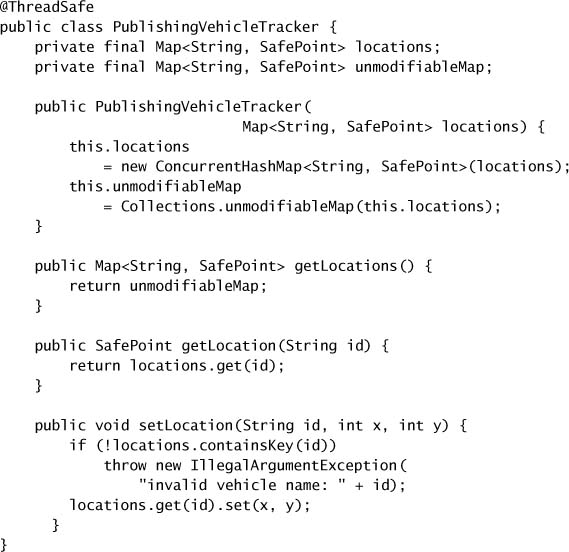 @ThreadSafe
public class PublishingVehicleTracker {
    private final Map<String, SafePoint> locations;
    private final Map<String, SafePoint> unmodifiableMap;

    public PublishingVehicleTracker(
                            Map<String, SafePoint> locations) {
        this.locations
            = new ConcurrentHashMap<String, SafePoint>(locations);
        this.unmodifiableMap
            = Collections.unmodifiableMap(this.locations);
    }

    public Map<String, SafePoint> getLocations() {
        return unmodifiableMap;
    }

    public SafePoint getLocation(String id) {
        return locations.get(id);
    }

    public void setLocation(String id, int x, int y) {
        if (!locations.containsKey(id))
            throw new IllegalArgumentException(
                "invalid vehicle name: " + id);
        locations.get(id).set(x, y);
      }
}